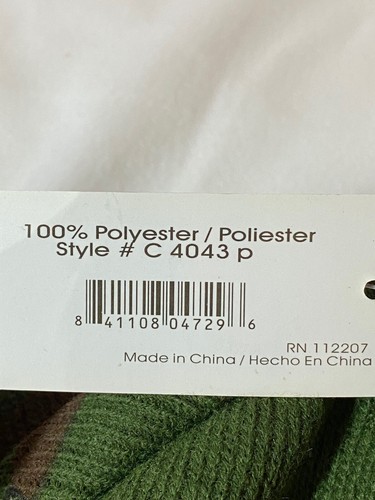 100% Polyester / Poliester
Style # C 4043 p
8 41108 04729 6
RN 112207
Made in China / Hecho En China